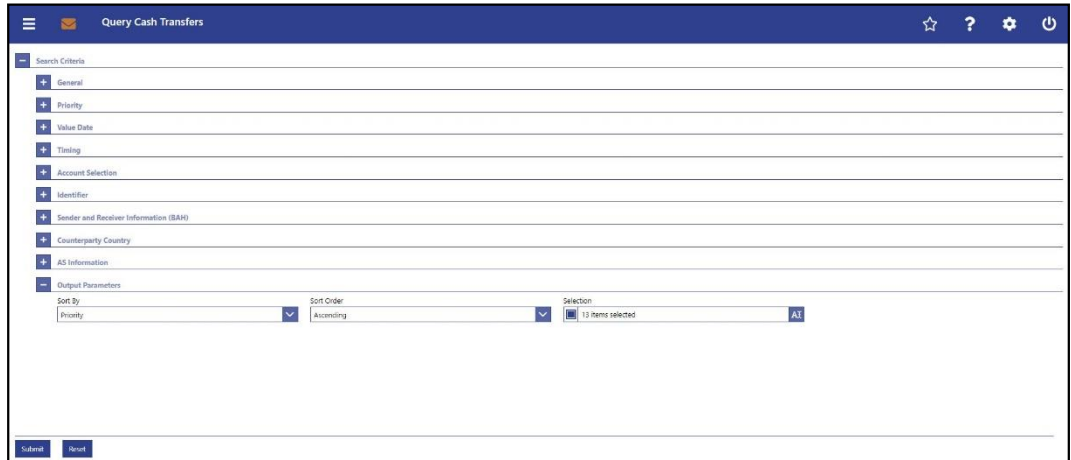 Query Cash Transfers
?
Search Criteria
General
Priority
Value Date
Timing
Account Selection
Identifier
Sender and Receiver Information (BAH)
Counterparty Country
AS Information
Output Parameters
Sort By Sort Order Selection
Priority Ascending 13 items selected
Submit Reset